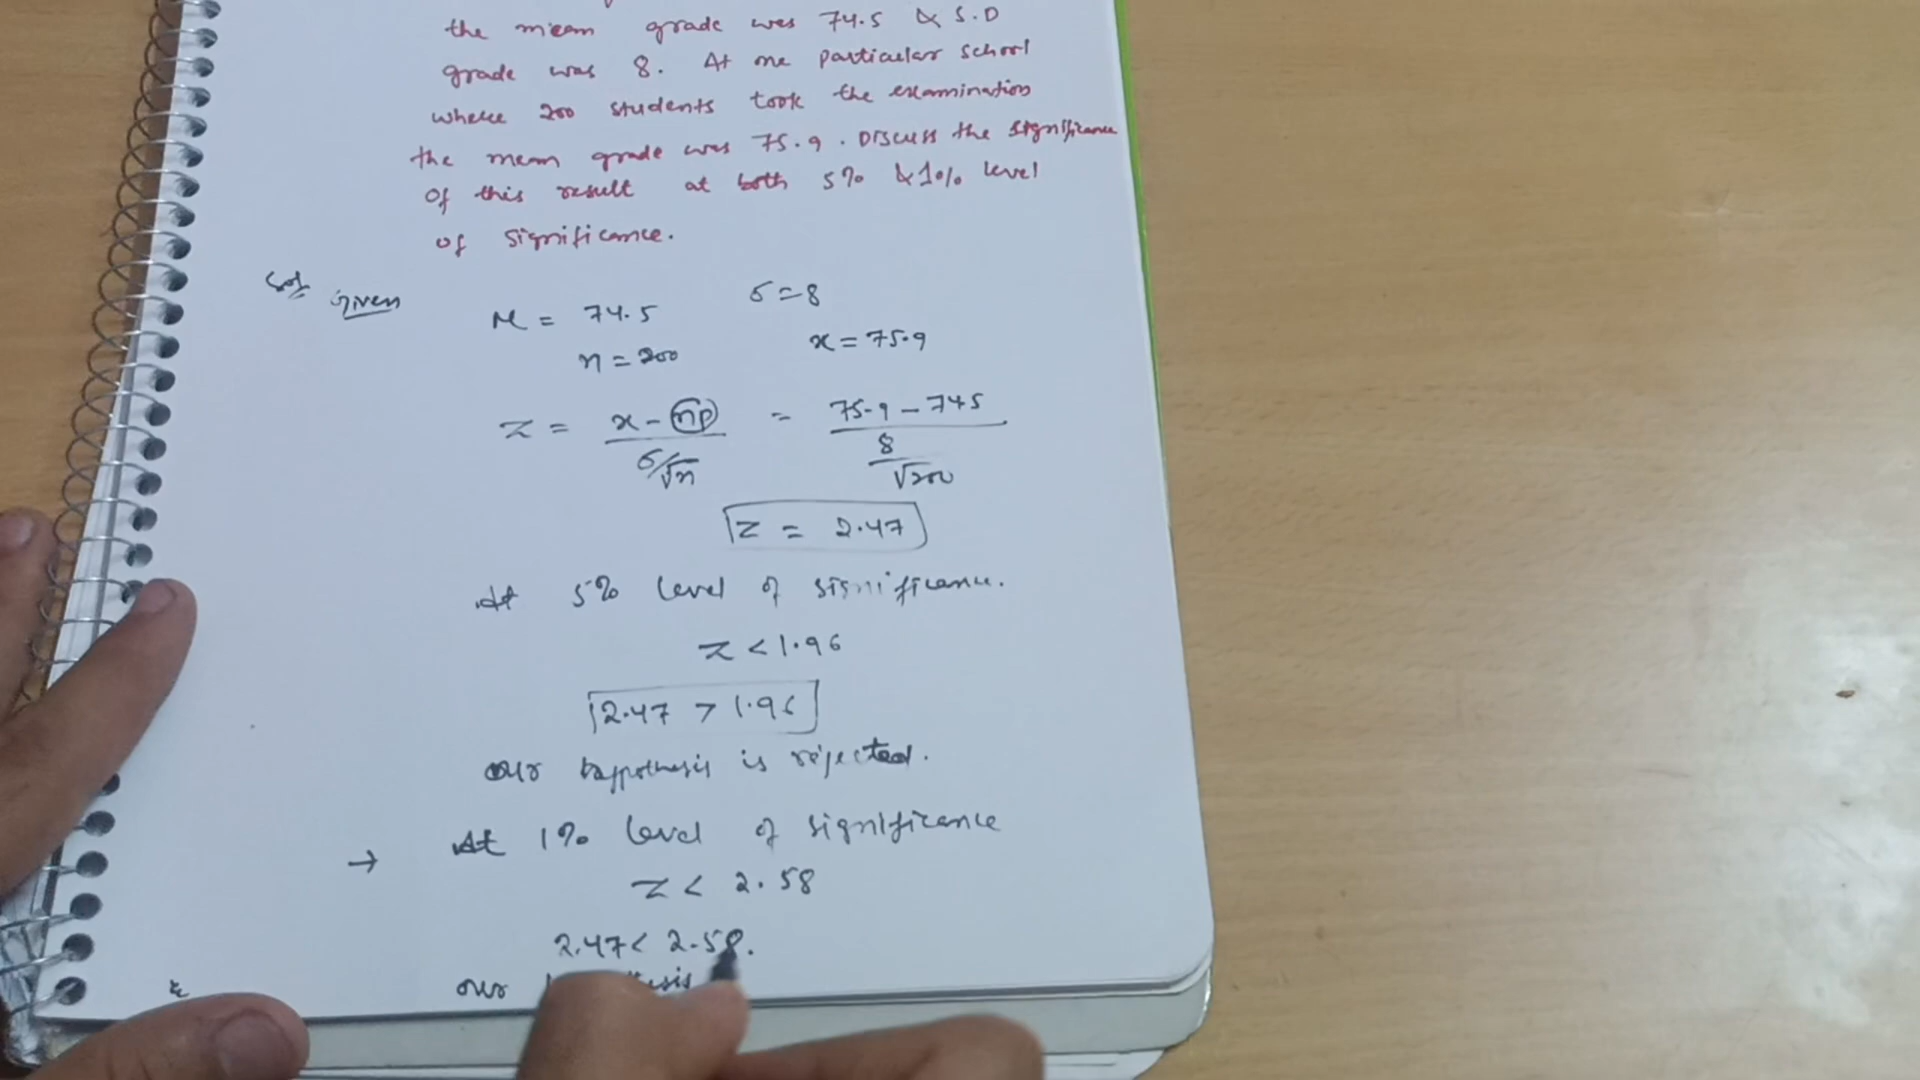 the mean grade was 74.5 & S.D
grade was 8. At one particular school
where 200 students took the examination
the mean grade was 75.9. Discuss the significance
of this result at both 5% & 1% level
of significance.
Sol Given
M = 74.5 σ = 8
n = 200 x = 75.9
z = x - np / σ/√n = 75.9 - 74.5 / 8/√200
z = 2.47
At 5% level of significance.
z < 1.96
2.47 > 1.96
our hypothesis is rejected.
→ At 1% level of significance
z < 2.58
2.47 < 2.58.
our